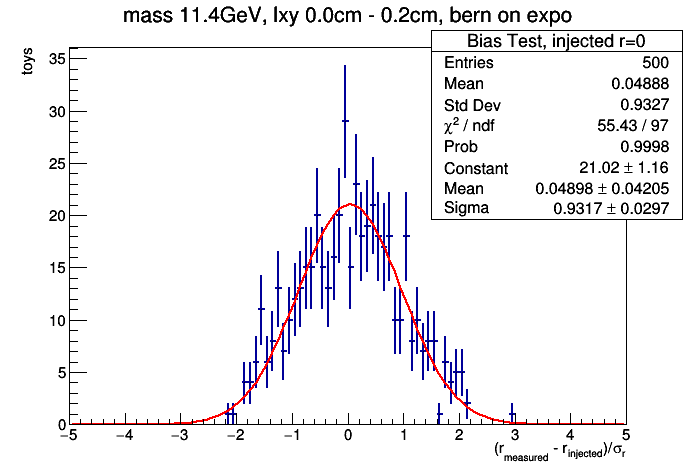 mass 11.4GeV, lxy 0.0cm - 0.2cm, bern on expo
toys
Bias Test, injected r=0
Entries 500
Mean 0.04888
Std Dev 0.9327
χ² / ndf 55.43 / 97
Prob 0.9998
Constant 21.02 ± 1.16
Mean 0.04898 ± 0.04205
Sigma 0.9317 ± 0.0297
35
30
25
20
15
10
5
0
−5 −4 −3 −2 −1 0 1 2 3 4 5
(r_measured - r_injected)/σ_r